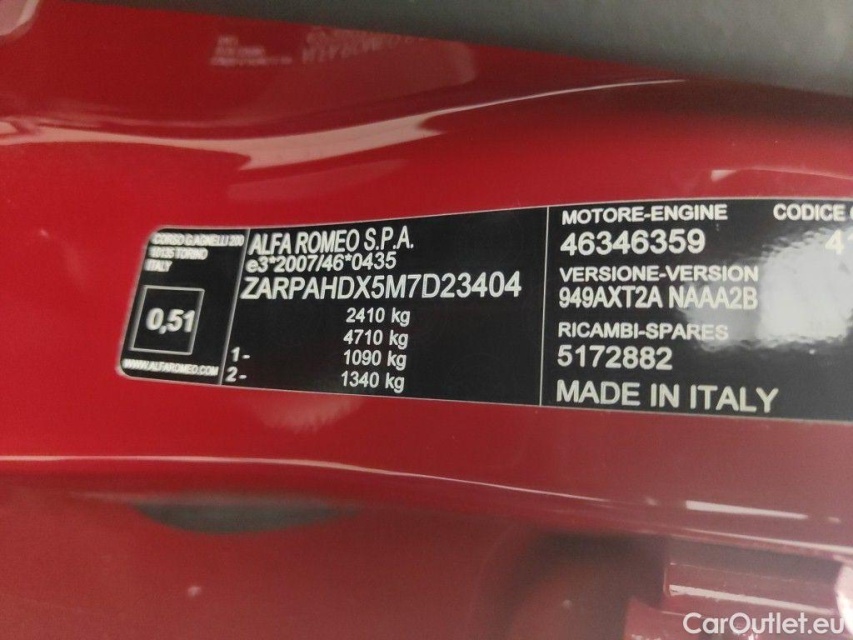 CORSO G.AGNELLI 200
10135 TORINO
ITALY
0,51
WWW.ALFAROMEO.COM
ALFA ROMEO S.P.A.
e3*2007/46*0435
ZARPAHDX5M7D23404
2410 kg
4710 kg
1- 1090 kg
2- 1340 kg
MOTORE-ENGINE
46346359
VERSIONE-VERSION
949AXT2A NAAA2B
RICAMBI-SPARES
5172882
MADE IN ITALY
CODICE
CarOutlet.eu